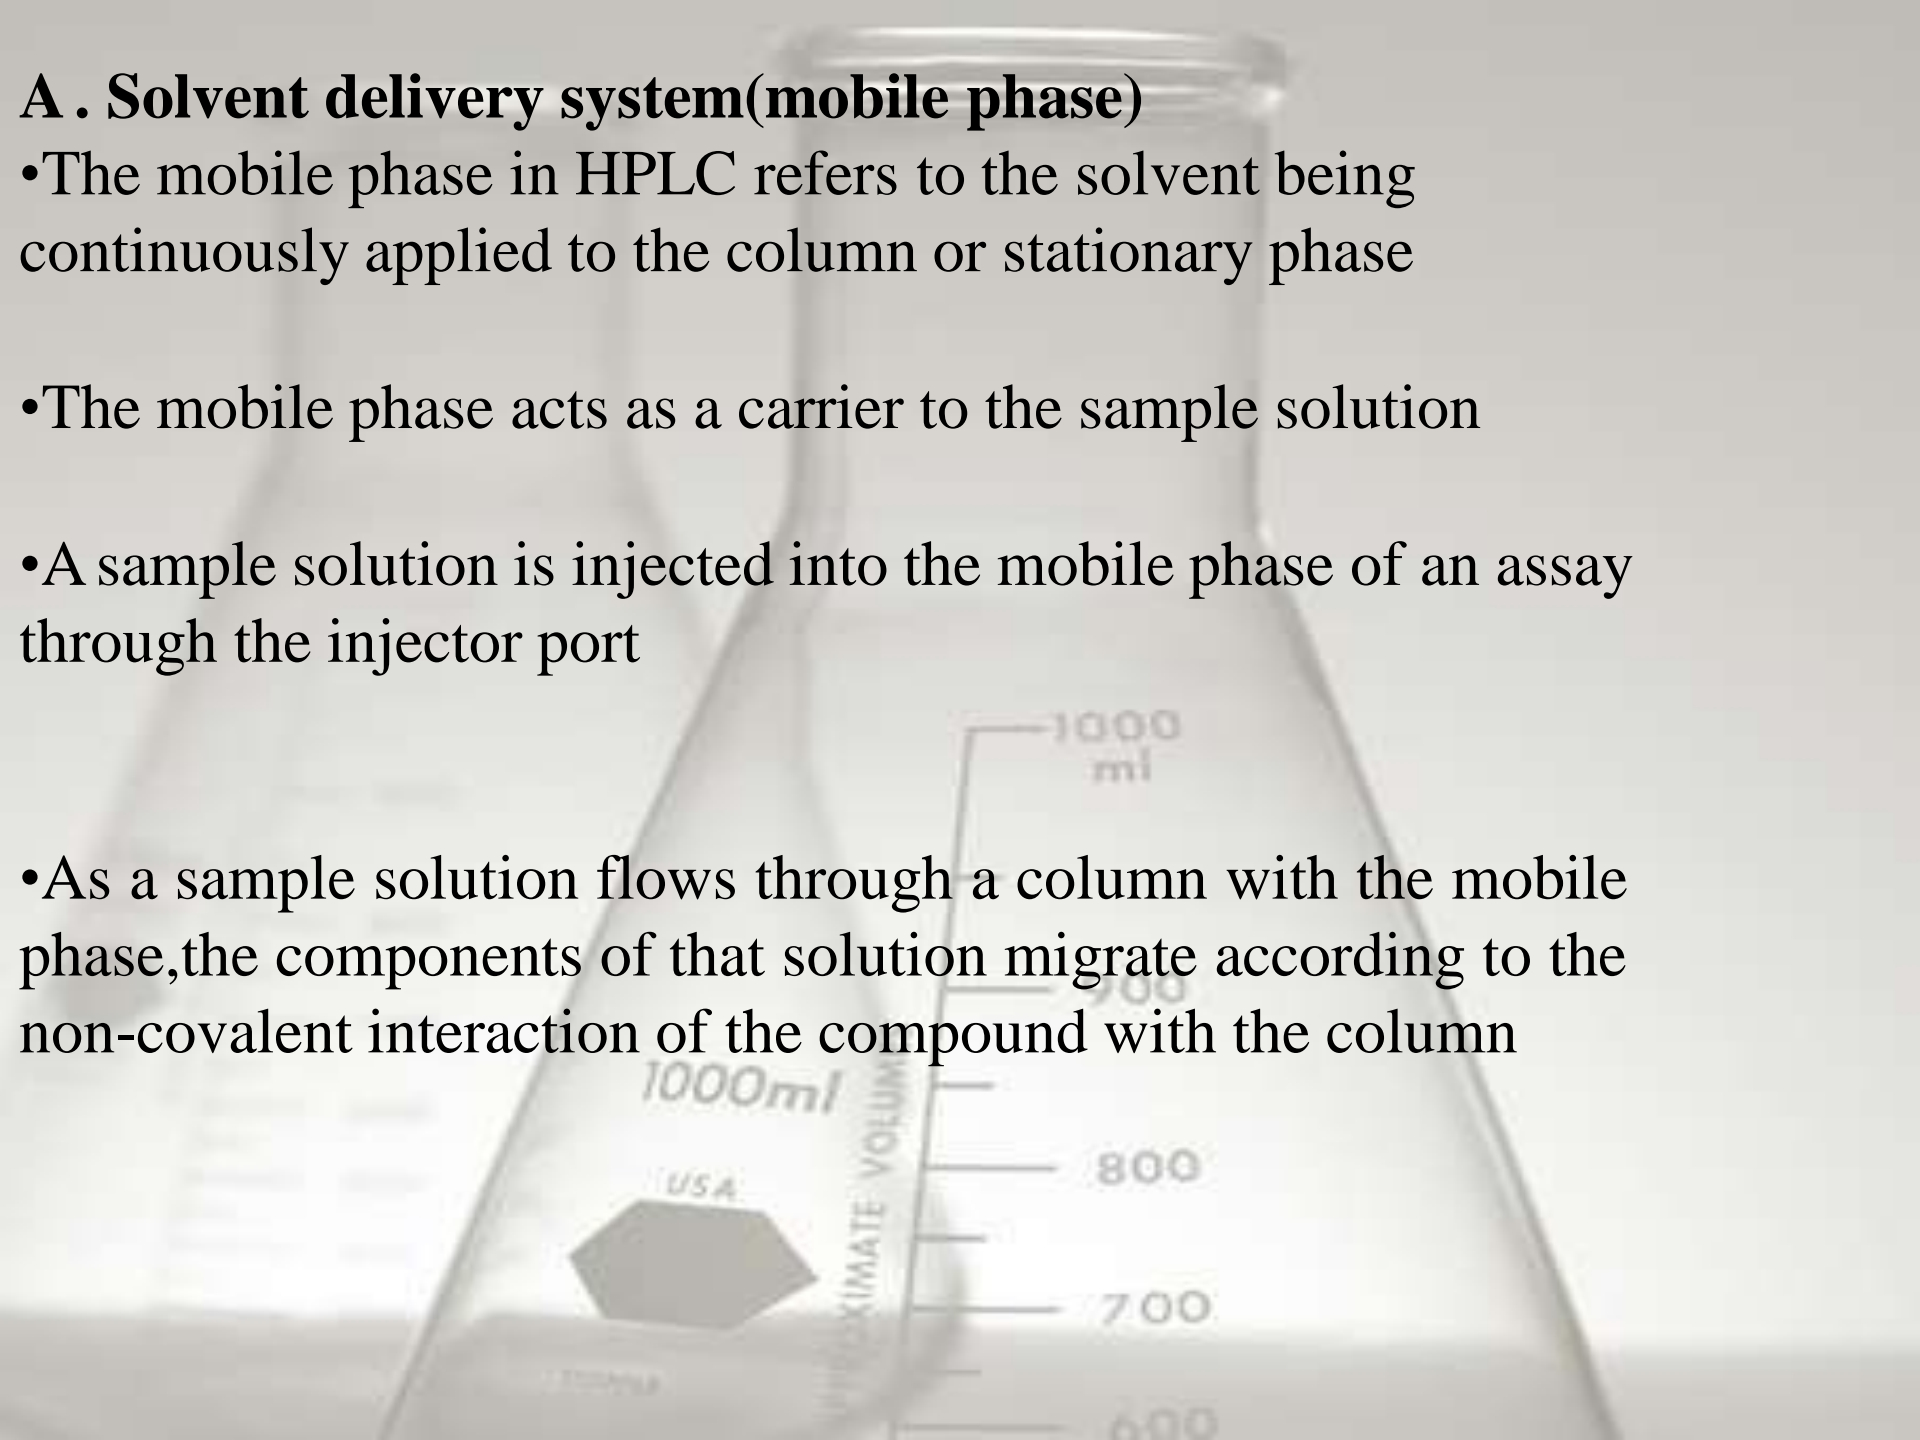 A . Solvent delivery system(mobile phase)
•The mobile phase in HPLC refers to the solvent being
continuously applied to the column or stationary phase
•The mobile phase acts as a carrier to the sample solution
•A sample solution is injected into the mobile phase of an assay
through the injector port
•As a sample solution flows through a column with the mobile
phase,the components of that solution migrate according to the
non-covalent interaction of the compound with the column
1000
ml
900
800
700
600
1000ml
USA
VOLUME